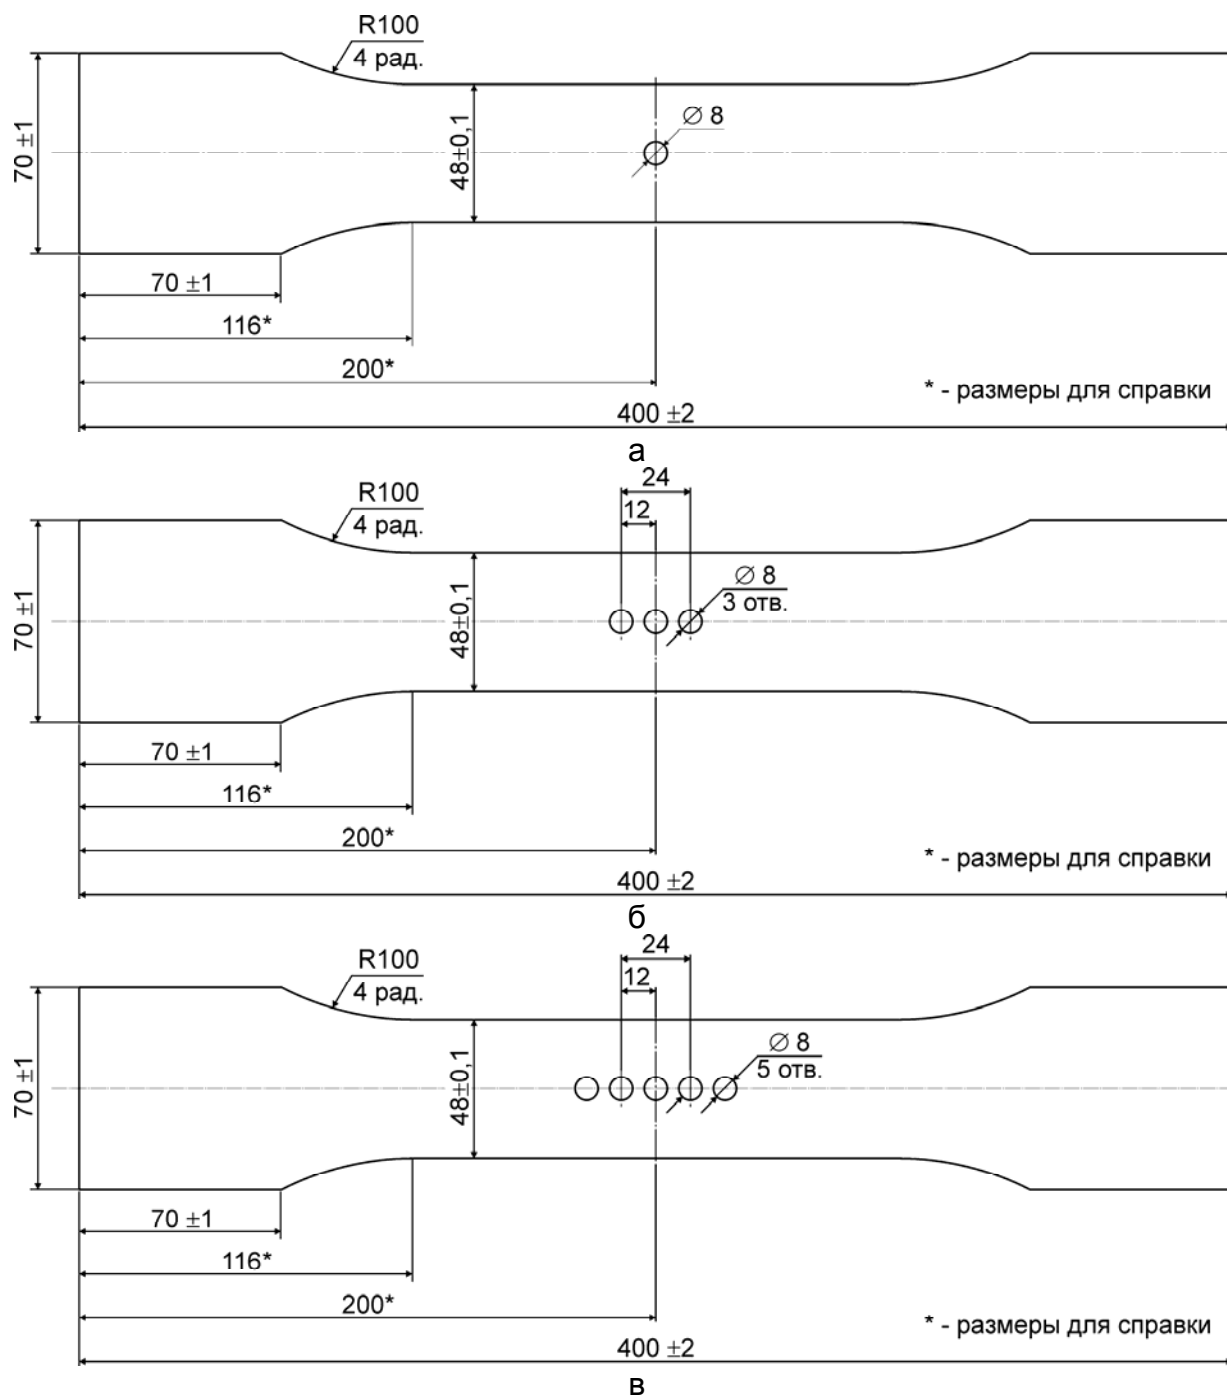 R100
4 рад.
∅ 8
70 ±1
48±0,1
70 ±1
116*
200*
* - размеры для справки
400 ±2
а
24
R100
12
4 рад.
∅ 8
3 отв.
70 ±1
48±0,1
70 ±1
116*
200*
* - размеры для справки
400 ±2
б
24
R100
12
4 рад.
∅ 8
5 отв.
70 ±1
48±0,1
70 ±1
116*
200*
* - размеры для справки
400 ±2
в